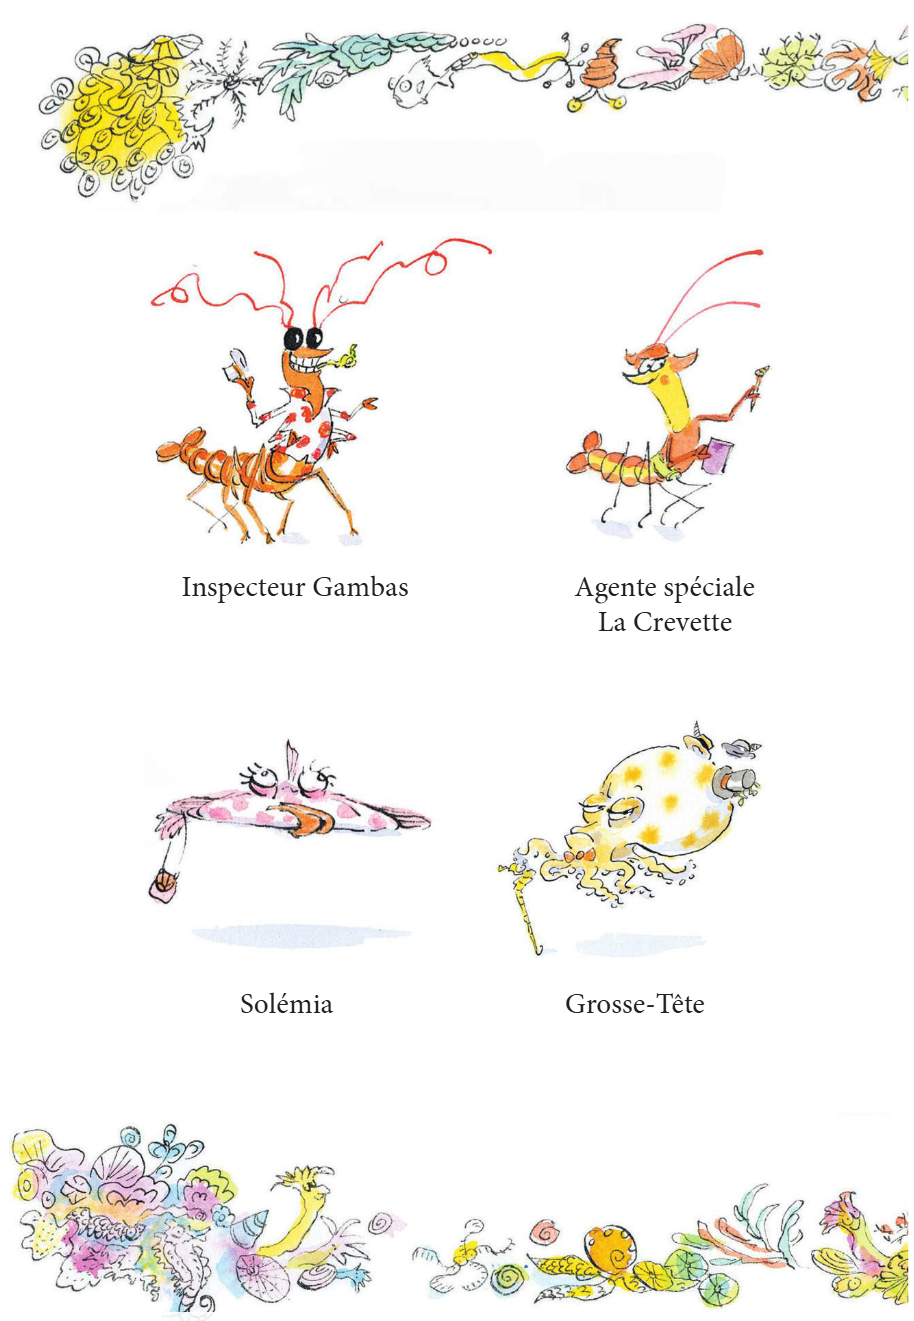 Inspecteur Gambas
Agente spéciale
La Crevette
Solémia
Grosse-Tête